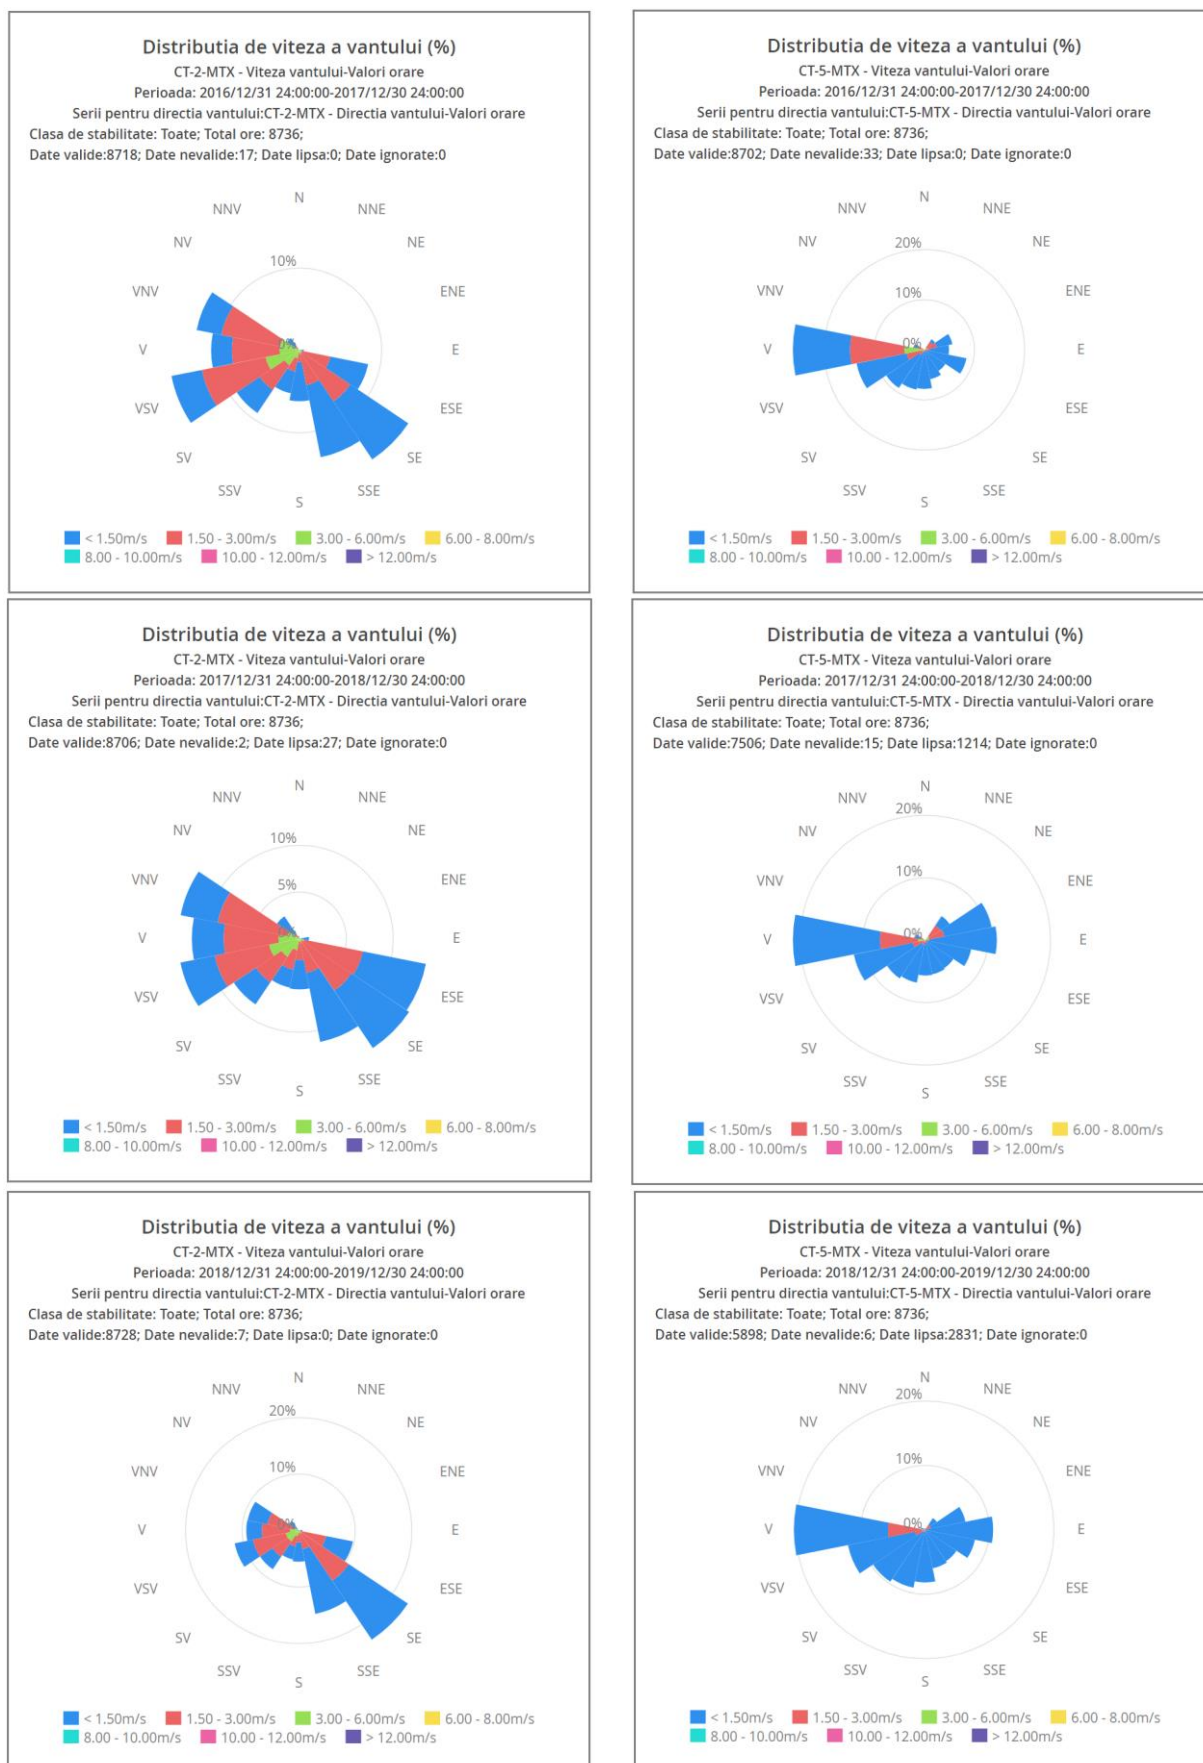 Distributia de viteza a vantului (%)
CT-2-MTX - Viteza vantului-Valori orare
Perioada: 2016/12/31 24:00:00-2017/12/30 24:00:00
Serii pentru directia vantului:CT-2-MTX - Directia vantului-Valori orare
Clasa de stabilitate: Toate; Total ore: 8736;
Date valide:8718; Date nevalide:17; Date lipsa:0; Date ignorate:0
N
NNV NNE
NV NE
10%
VNV ENE
V 0% E
VSV ESE
SV SE
SSV SSE
S
< 1.50m/s 1.50 - 3.00m/s 3.00 - 6.00m/s 6.00 - 8.00m/s
8.00 - 10.00m/s 10.00 - 12.00m/s > 12.00m/s
Distributia de viteza a vantului (%)
CT-5-MTX - Viteza vantului-Valori orare
Perioada: 2016/12/31 24:00:00-2017/12/30 24:00:00
Serii pentru directia vantului:CT-5-MTX - Directia vantului-Valori orare
Clasa de stabilitate: Toate; Total ore: 8736;
Date valide:8702; Date nevalide:33; Date lipsa:0; Date ignorate:0
N
NNV NNE
NV 20% NE
VNV 10% ENE
V 0% E
VSV ESE
SV SE
SSV SSE
S
< 1.50m/s 1.50 - 3.00m/s 3.00 - 6.00m/s 6.00 - 8.00m/s
8.00 - 10.00m/s 10.00 - 12.00m/s > 12.00m/s
Distributia de viteza a vantului (%)
CT-2-MTX - Viteza vantului-Valori orare
Perioada: 2017/12/31 24:00:00-2018/12/30 24:00:00
Serii pentru directia vantului:CT-2-MTX - Directia vantului-Valori orare
Clasa de stabilitate: Toate; Total ore: 8736;
Date valide:8706; Date nevalide:2; Date lipsa:27; Date ignorate:0
N
NNV NNE
NV NE
10%
VNV 5% ENE
V 0% E
VSV ESE
SV SE
SSV SSE
S
< 1.50m/s 1.50 - 3.00m/s 3.00 - 6.00m/s 6.00 - 8.00m/s
8.00 - 10.00m/s 10.00 - 12.00m/s > 12.00m/s
Distributia de viteza a vantului (%)
CT-5-MTX - Viteza vantului-Valori orare
Perioada: 2017/12/31 24:00:00-2018/12/30 24:00:00
Serii pentru directia vantului:CT-5-MTX - Directia vantului-Valori orare
Clasa de stabilitate: Toate; Total ore: 8736;
Date valide:7506; Date nevalide:15; Date lipsa:1214; Date ignorate:0
N
NNV NNE
20%
NV NE
VNV 10% ENE
V 0% E
VSV ESE
SV SE
SSV SSE
S
< 1.50m/s 1.50 - 3.00m/s 3.00 - 6.00m/s 6.00 - 8.00m/s
8.00 - 10.00m/s 10.00 - 12.00m/s > 12.00m/s
Distributia de viteza a vantului (%)
CT-2-MTX - Viteza vantului-Valori orare
Perioada: 2018/12/31 24:00:00-2019/12/30 24:00:00
Serii pentru directia vantului:CT-2-MTX - Directia vantului-Valori orare
Clasa de stabilitate: Toate; Total ore: 8736;
Date valide:8728; Date nevalide:7; Date lipsa:0; Date ignorate:0
N
NNV NNE
20%
NV NE
VNV 10% ENE
V 0% E
VSV ESE
SV SE
SSV SSE
S
< 1.50m/s 1.50 - 3.00m/s 3.00 - 6.00m/s 6.00 - 8.00m/s
8.00 - 10.00m/s 10.00 - 12.00m/s > 12.00m/s
Distributia de viteza a vantului (%)
CT-5-MTX - Viteza vantului-Valori orare
Perioada: 2018/12/31 24:00:00-2019/12/30 24:00:00
Serii pentru directia vantului:CT-5-MTX - Directia vantului-Valori orare
Clasa de stabilitate: Toate; Total ore: 8736;
Date valide:5898; Date nevalide:6; Date lipsa:2831; Date ignorate:0
N
NNV 20% NNE
NV NE
VNV 10% ENE
V 0% E
VSV ESE
SV SE
SSV SSE
S
< 1.50m/s 1.50 - 3.00m/s 3.00 - 6.00m/s 6.00 - 8.00m/s
8.00 - 10.00m/s 10.00 - 12.00m/s > 12.00m/s